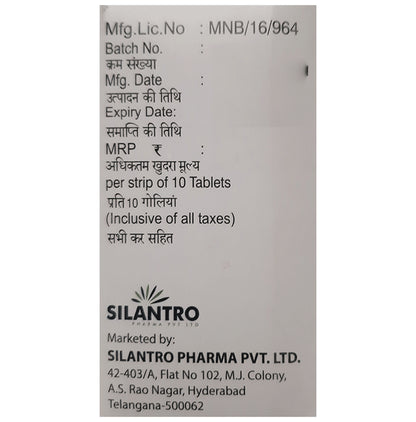 Mfg.Lic.No : MNB/16/964
Batch No. :
क्रम संख्या
Mfg. Date :
उत्पादन की तिथि
Expiry Date:
समाप्ति की तिथि
MRP ₹ :
अधिकतम खुदरा मूल्य
per strip of 10 Tablets
प्रति 10 गोलियां
(Inclusive of all taxes)
सभी कर सहित
SILANTRO
PHARMA PVT LTD
Marketed by:
SILANTRO PHARMA PVT. LTD.
42-403/A, Flat No 102, M.J. Colony,
A.S. Rao Nagar, Hyderabad
Telangana-500062